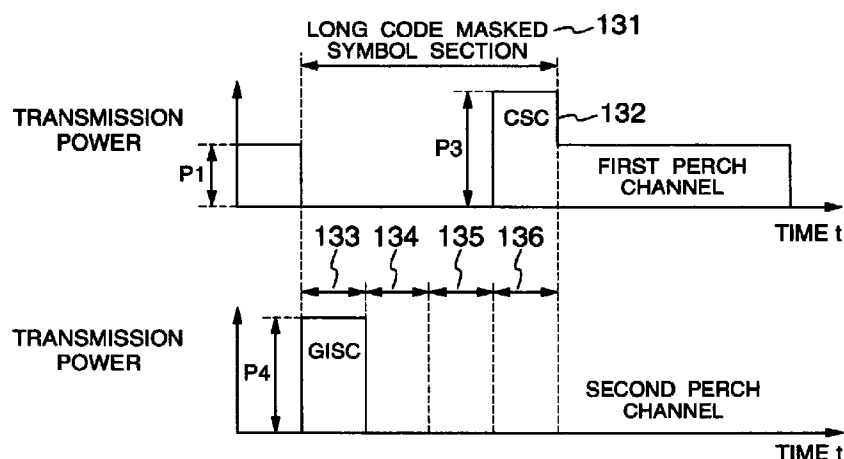 LONG CODE MASKED 131
SYMBOL SECTION
TRANSMISSION
POWER
P1
P3
CSC 132
FIRST PERCH
CHANNEL
TIME t
133 134 135 136
TRANSMISSION
POWER
P4
GISC
SECOND PERCH
CHANNEL
TIME t